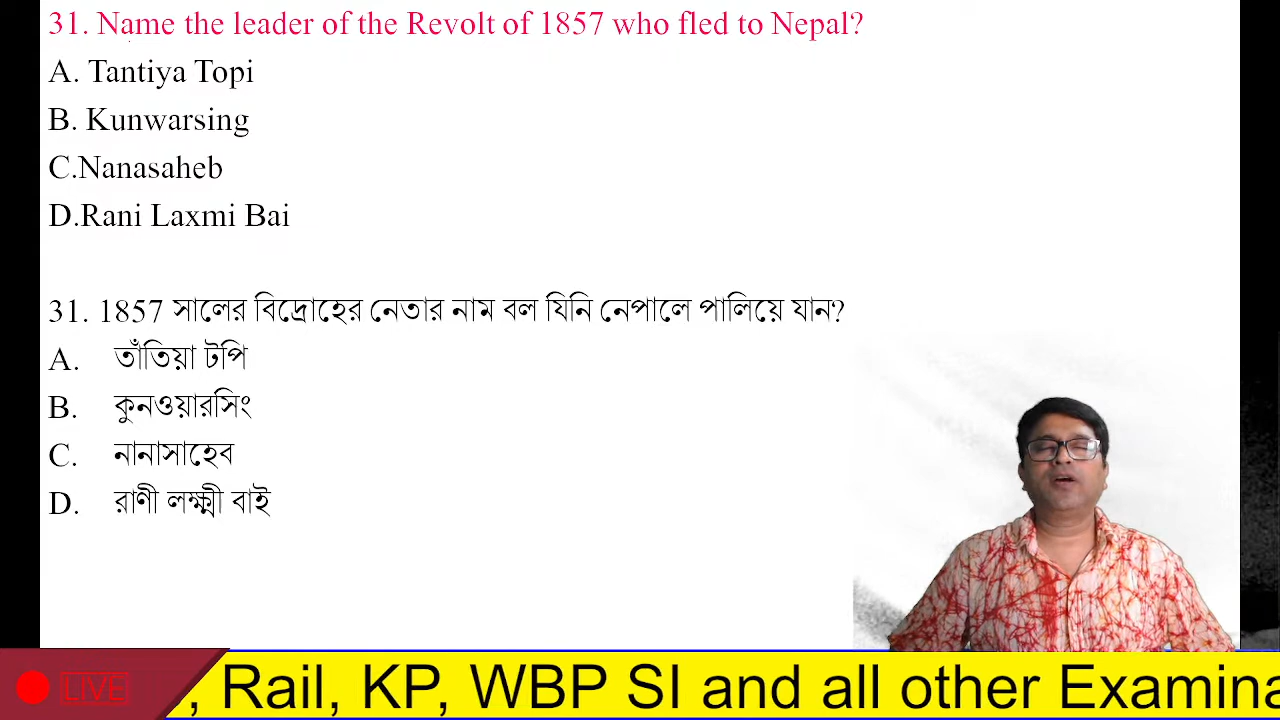 31. Name the leader of the Revolt of 1857 who fled to Nepal?
A. Tantiya Topi
B. Kunwarsing
C.Nanasaheb
D.Rani Laxmi Bai
31. 1857 সালের বিদ্রোহের নেতার নাম বল যিনি নেপালে পালিয়ে যান?
A. তাঁতিয়া টপি
B. কুনওয়ারসিং
C. নানাসাহেব
D. রাণী লক্ষ্মী বাই
LIVE
, Rail, KP, WBP SI and all other Examina